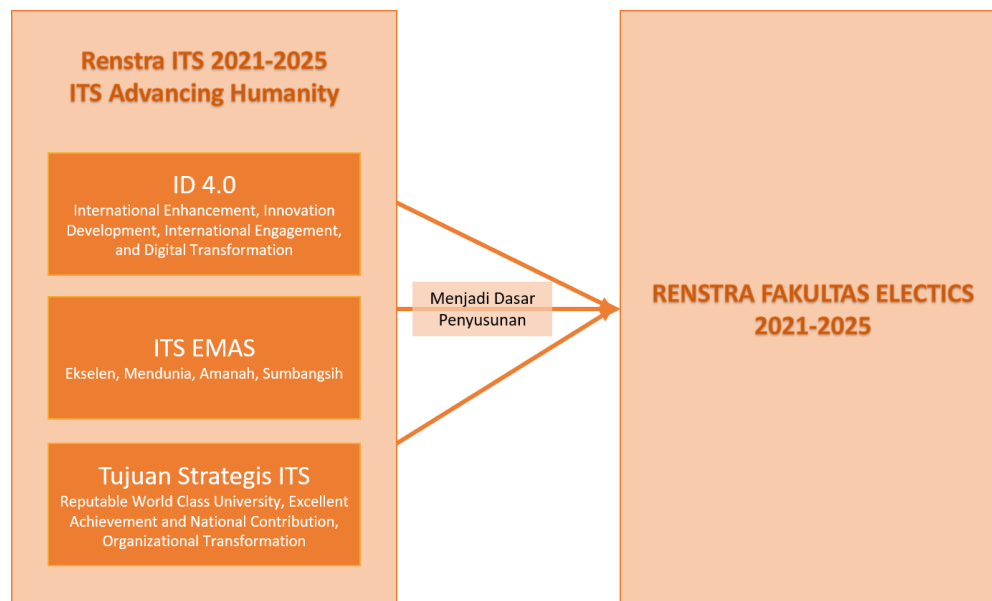 Renstra ITS 2021-2025
ITS Advancing Humanity
ID 4.0
International Enhancement, Innovation
Development, International Engagement,
and Digital Transformation
ITS EMAS
Ekselen, Mendunia, Amanah, Sumbangsih
Tujuan Strategis ITS
Reputable World Class University, Excellent
Achievement and National Contribution,
Organizational Transformation
Menjadi Dasar
Penyusunan
RENSTRA FAKULTAS ELECTICS
2021-2025